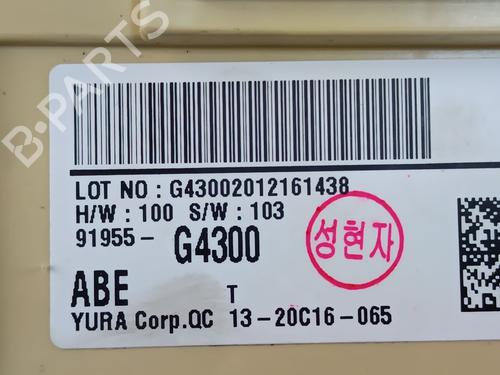 B-PARTS
LOT NO : G43002012161438
H/W : 100 S/W : 103
91955- G4300
성현자
ABE T
YURA Corp.QC 13-20C16-065